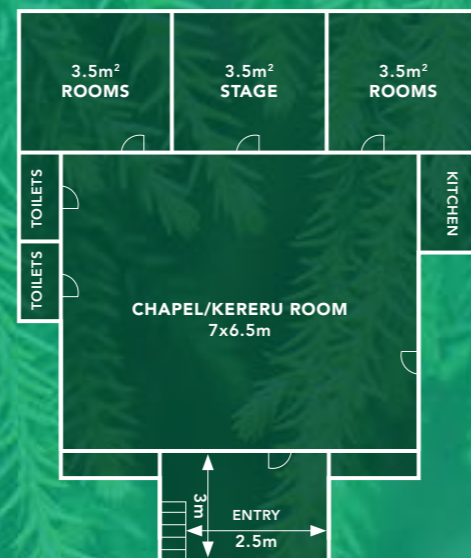 3.5m²
ROOMS
3.5m²
STAGE
3.5m²
ROOMS
TOILETS
KITCHEN
TOILETS
CHAPEL/KERERU ROOM
7x6.5m
3m
ENTRY
2.5m